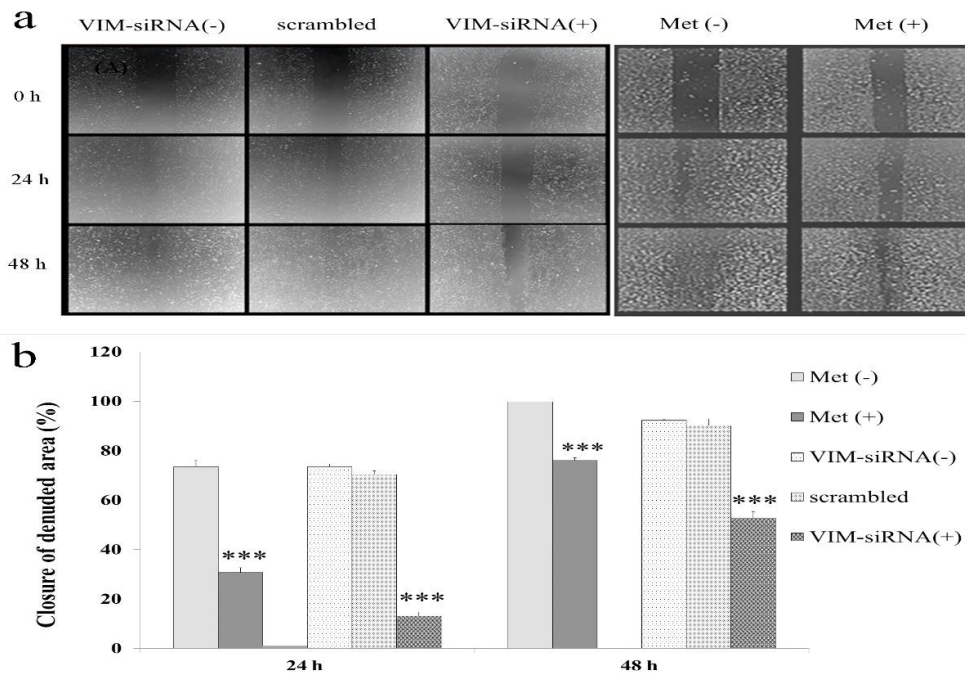 a
VIM-siRNA(-) scrambled VIM-siRNA(+) Met (-) Met (+)
(A)
0 h
24 h
48 h
b
Closure of denuded area (%)
120
100
80
60
40
20
0
***
***
***
***
24 h 48 h
Met (-)
Met (+)
VIM-siRNA(-)
scrambled
VIM-siRNA(+)